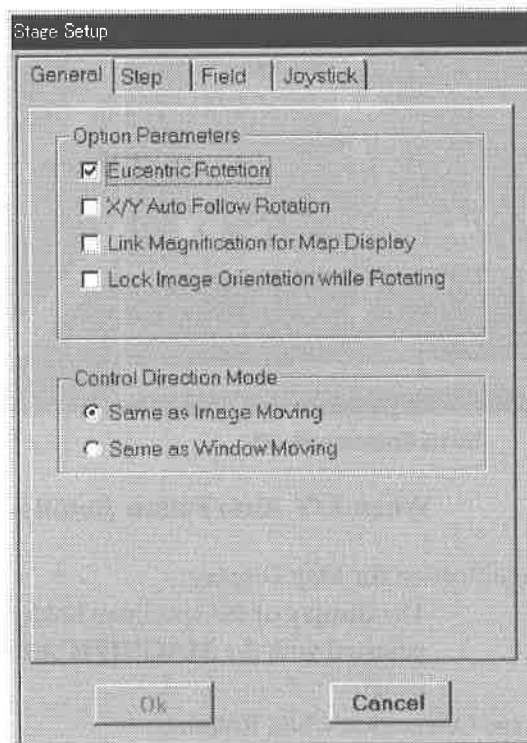 Stage Setup
General Step Field Joystick
Option Parameters
Eucentric Rotation
X/Y Auto Follow Rotation
Link Magnification for Map Display
Lock Image Orientation while Rotating
Control Direction Mode
Same as Image Moving
Same as Window Moving
Ok Cancel